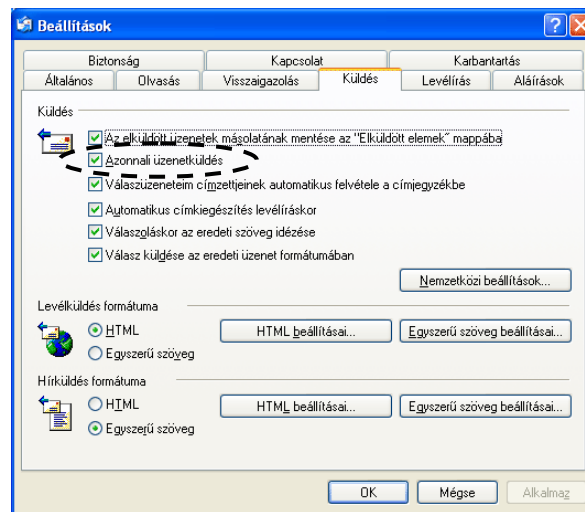 Beállítások
Biztonság Kapcsolat Karbantartás
Általános Olvasás Visszaigazolás Küldés Levélírás Aláírások
Küldés
Az elküldött üzenetek másolatának mentése az "Elküldött elemek" mappába
Azonnali üzenetküldés
Válaszüzeneteim címzettjeinek automatikus felvétele a címjegyzékbe
Automatikus címkiegészítés levélíráskor
Válaszoláskor az eredeti szöveg idézése
Válasz küldése az eredeti üzenet formátumában
Nemzetközi beállítások...
Levélküldés formátuma
HTML HTML beállításai... Egyszerű szöveg beállításai...
Egyszerű szöveg
Hírküldés formátuma
HTML HTML beállításai... Egyszerű szöveg beállításai...
Egyszerű szöveg
OK Mégse Alkalmaz